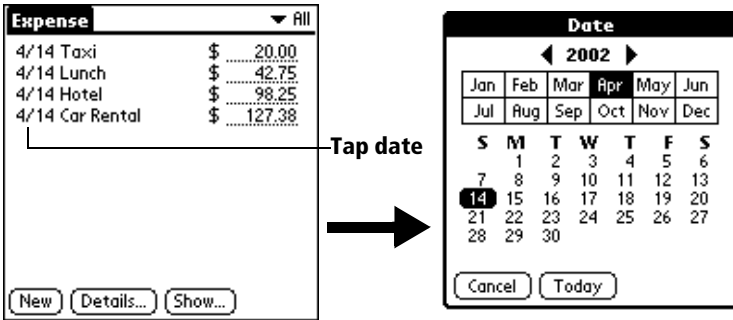 Expense All
4/14 Taxi $ 20.00
4/14 Lunch $ 42.75
4/14 Hotel $ 98.25
4/14 Car Rental $ 127.38
New Details... Show...
Tap date
Date
2002
Jan Feb Mar Apr May Jun
Jul Aug Sep Oct Nov Dec
S M T W T F S
1 2 3 4 5 6
7 8 9 10 11 12 13
14 15 16 17 18 19 20
21 22 23 24 25 26 27
28 29 30
Cancel Today